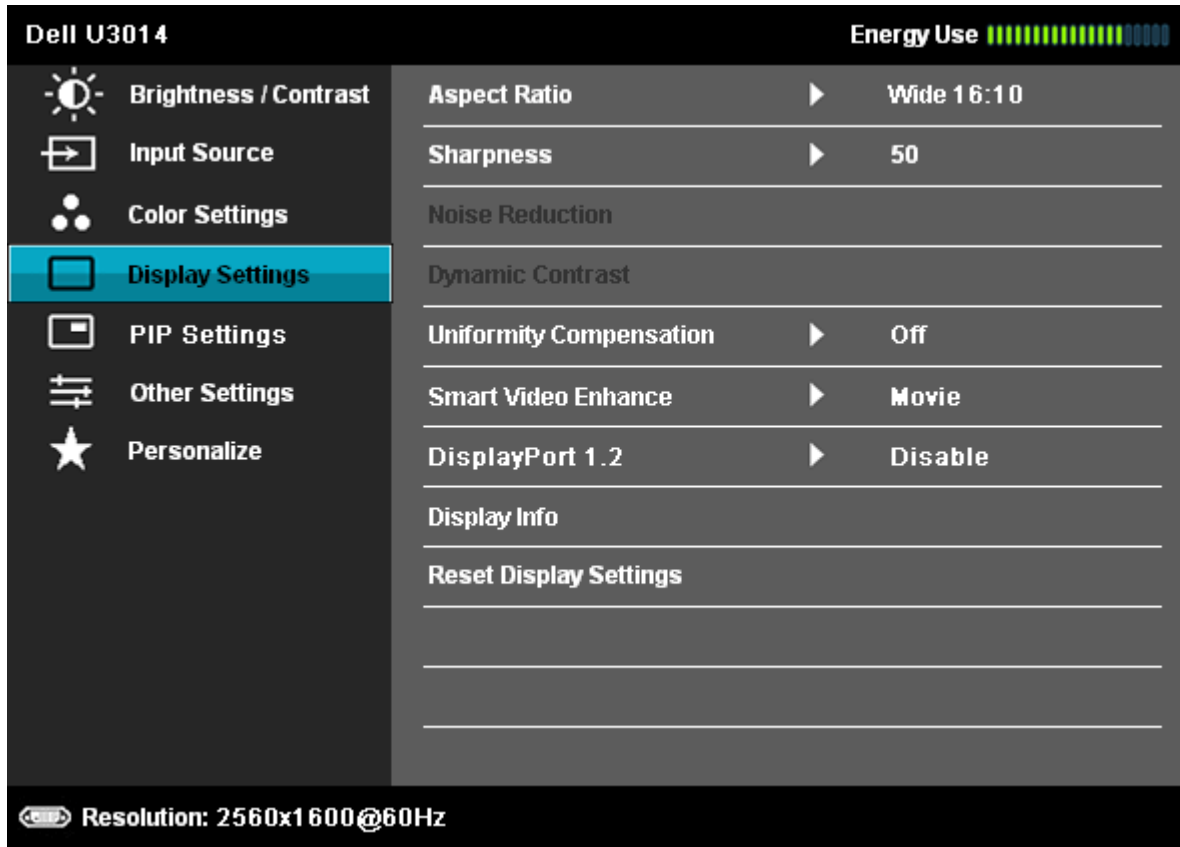 Dell U3014 Energy Use
Brightness / Contrast Aspect Ratio Wide 16:10
Input Source Sharpness 50
Color Settings Noise Reduction
Display Settings Dynamic Contrast
PIP Settings Uniformity Compensation Off
Other Settings Smart Video Enhance Movie
Personalize DisplayPort 1.2 Disable
Display Info
Reset Display Settings
Resolution: 2560x1600@60Hz